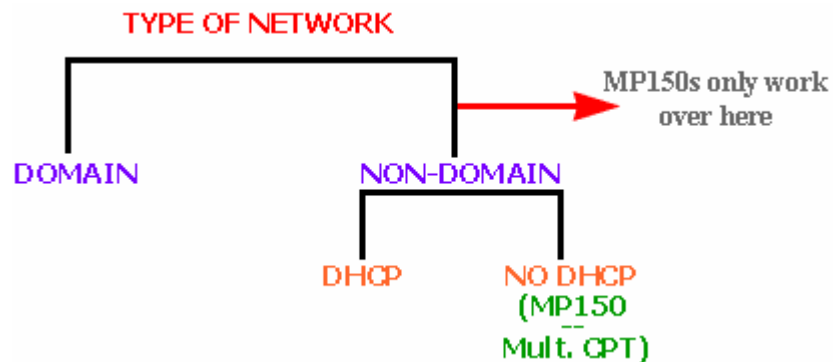 TYPE OF NETWORK
MP150s only work
over here
DOMAIN
NON-DOMAIN
DHCP
NO DHCP
(MP150
--
Mult. CPT)